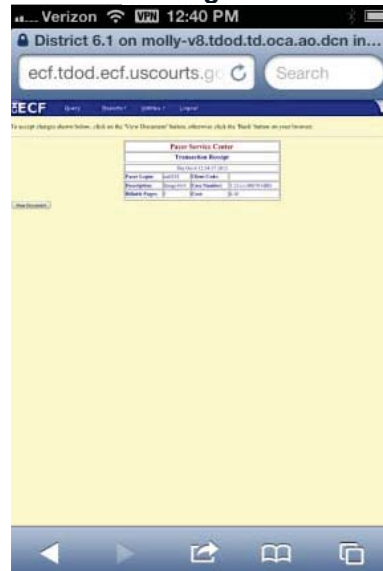 Verizon VPN 12:40 PM
District 6.1 on molly-v8.tdod.td.oca.ao.dcn in...
ecf.tdod.ecf.uscourts.go Search
ECF Query Reports Utilities Logout
To accept charges shown below, click on the 'View Document' button, otherwise click the 'Back' button on your browser.
Pacer Service Center
Transaction Receipt
Pacer Login: Client Code:
Description: Case Number:
Billable Pages: Cost:
View Document